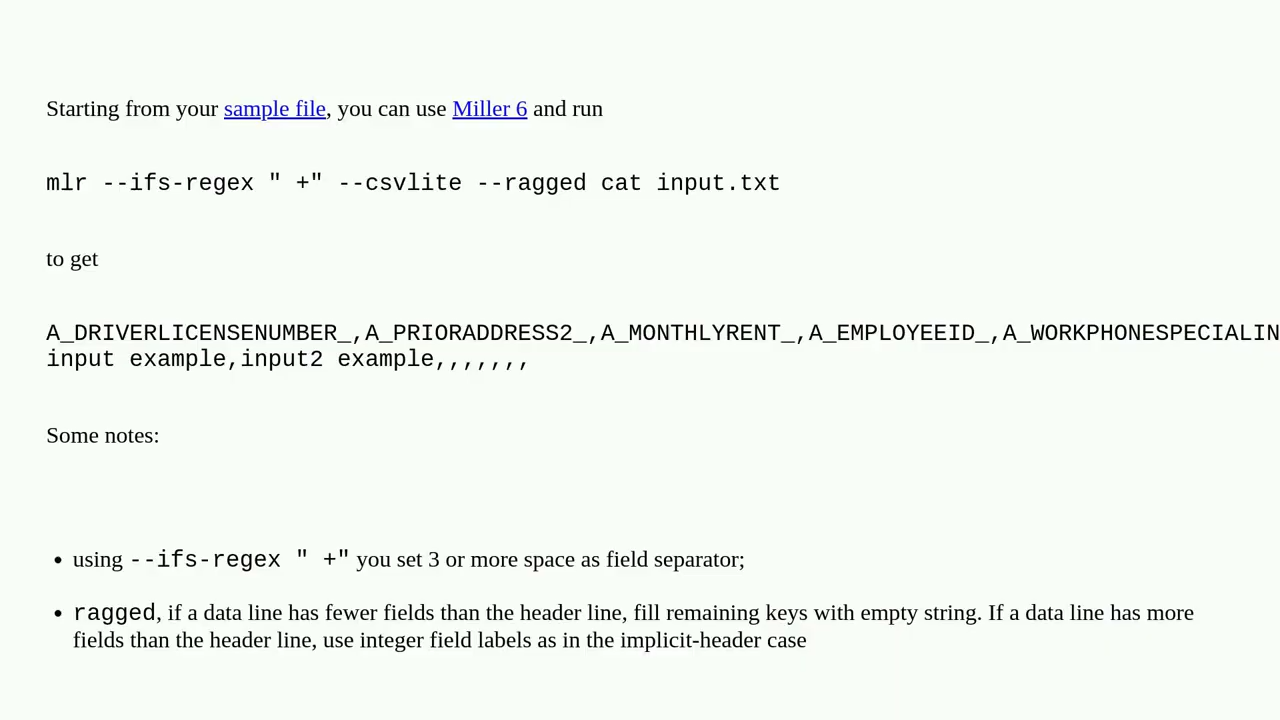 Starting from your sample file, you can use Miller 6 and run
mlr --ifs-regex " +" --csvlite --ragged cat input.txt
to get
A_DRIVERLICENSENUMBER_,A_PRIORADDRESS2_,A_MONTHLYRENT_,A_EMPLOYEEID_,A_WORKPHONESPECIALIN
input example,input2 example,,,,,,,
Some notes:
• using --ifs-regex " +" you set 3 or more space as field separator;
• ragged, if a data line has fewer fields than the header line, fill remaining keys with empty string. If a data line has more
fields than the header line, use integer field labels as in the implicit-header case